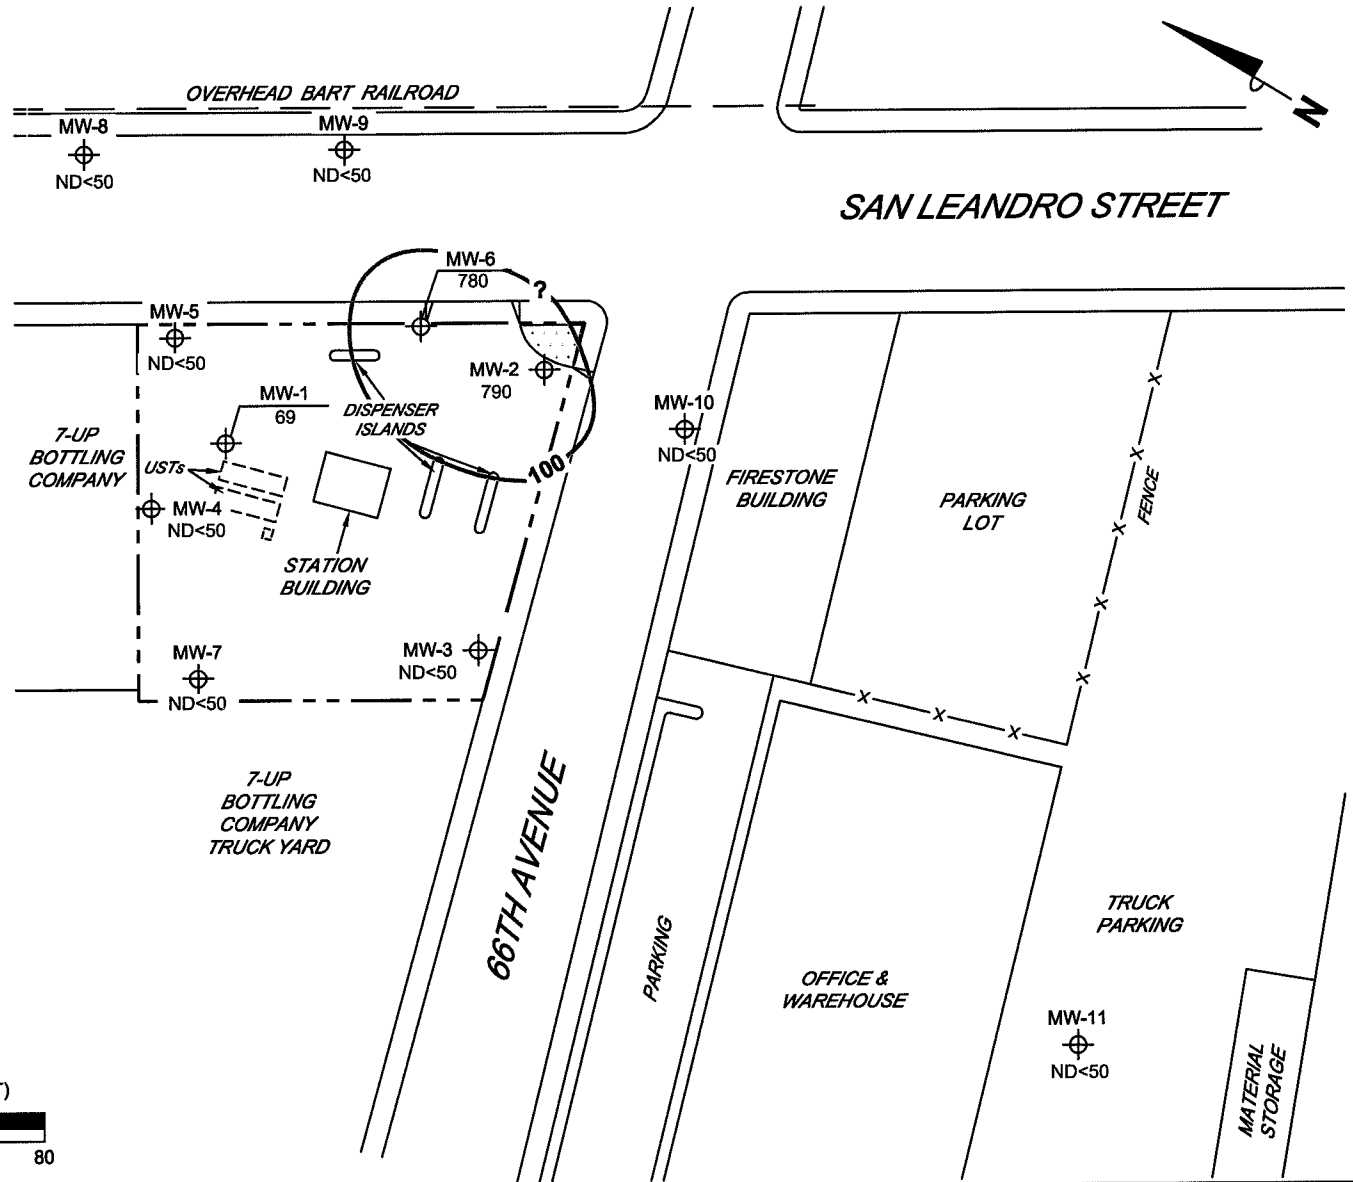 OVERHEAD BART RAILROAD
MW-8
ND<50
MW-9
ND<50
N
SAN LEANDRO STREET
MW-6
780
?
MW-5
ND<50
MW-2
790
MW-1
69
DISPENSER
ISLANDS
MW-10
ND<50
7-UP
BOTTLING
COMPANY
USTs
100
FIRESTONE
BUILDING
PARKING
LOT
FENCE
MW-4
ND<50
STATION
BUILDING
MW-7
ND<50
MW-3
ND<50
7-UP
BOTTLING
COMPANY
TRUCK YARD
66TH AVENUE
PARKING
OFFICE &
WAREHOUSE
TRUCK
PARKING
MW-11
ND<50
MATERIAL
STORAGE
80